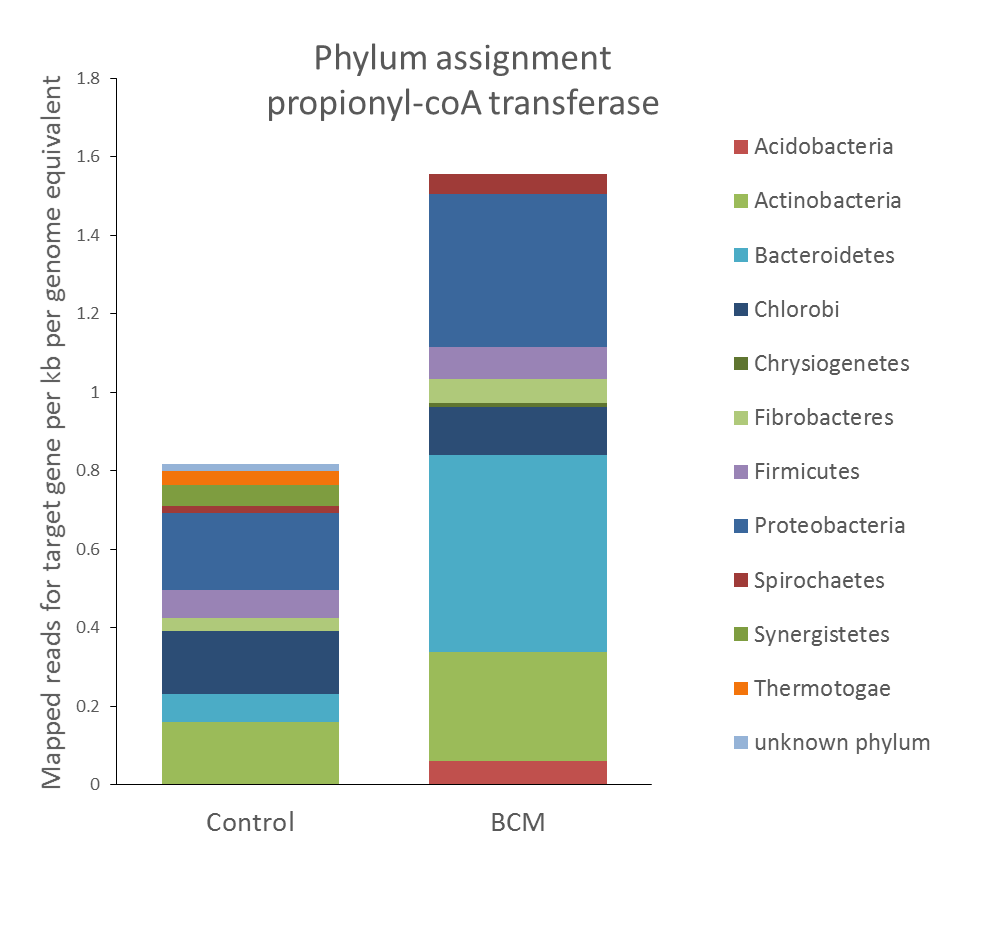 Phylum assignment
propionyl-coA transferase
Mapped reads for target gene per kb per genome equivalent
1.8
1.6
1.4
1.2
1
0.8
0.6
0.4
0.2
0
Control
BCM
Acidobacteria
Actinobacteria
Bacteroidetes
Chlorobi
Chrysiogenetes
Fibrobacteres
Firmicutes
Proteobacteria
Spirochaetes
Synergistetes
Thermotogae
unknown phylum